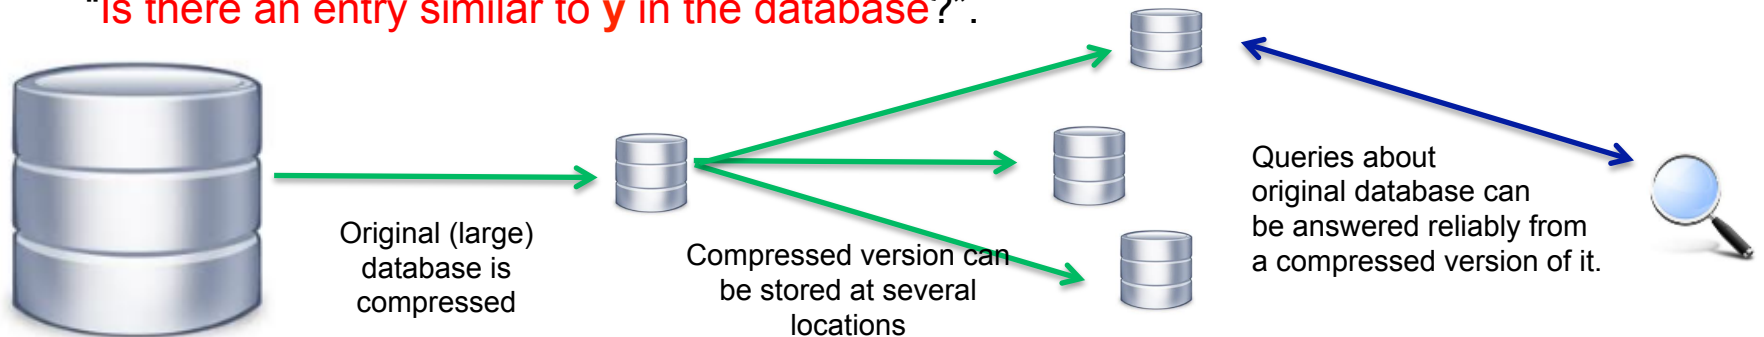 "Is there an entry similar to y in the database?".
Original (large)
database is
compressed
Compressed version can
be stored at several
locations
Queries about
original database can
be answered reliably from
a compressed version of it.